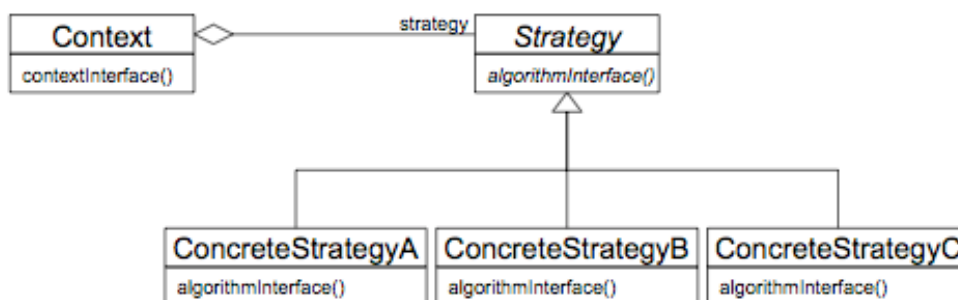 Context
contextInterface()
strategy
Strategy
algorithmInterface()
ConcreteStrategyA
algorithmInterface()
ConcreteStrategyB
algorithmInterface()
ConcreteStrategyC
algorithmInterface()